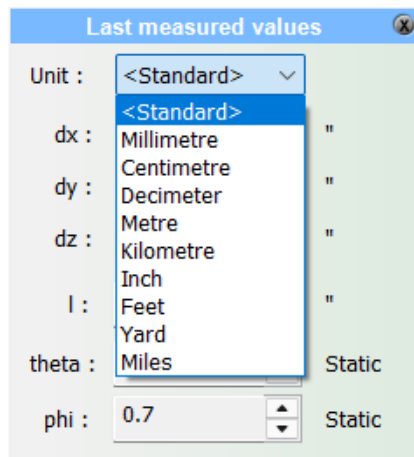 Last measured values
Unit : <Standard>
<Standard>
dx : Millimetre "
Centimetre
dy : Decimeter "
Metre
dz : Kilometre "
Inch
l : Feet "
Yard
theta : Miles Static
phi : 0.7 Static